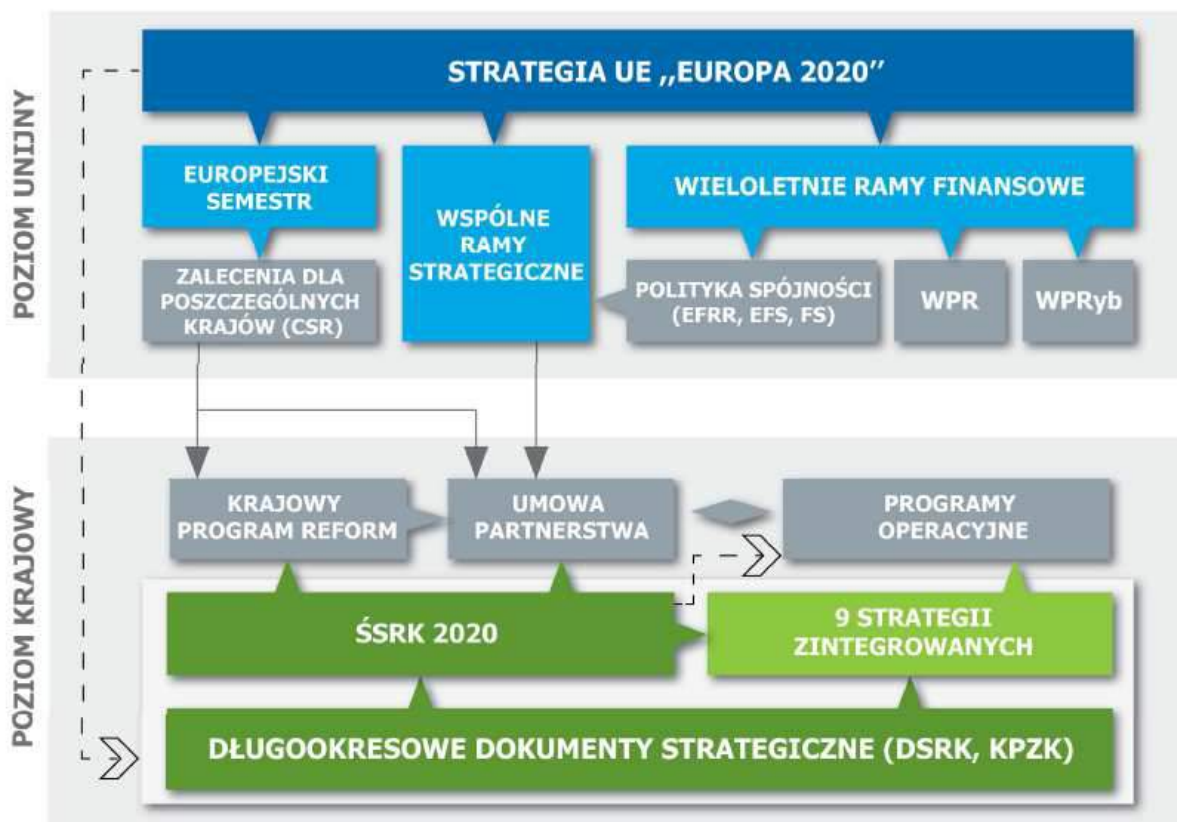 POZIOM UNIJNY
STRATEGIA UE ,,EUROPA 2020”
EUROPEJSKI
SEMESTR
WSPÓLNE
RAMY
STRATEGICZNE
WIELOLETNIE RAMY FINANSOWE
ZALECENIA DLA
POSZCZEGÓLNYCH
KRAJÓW (CSR)
POLITYKA SPÓJNOŚCI
(EFRR, EFS, FS)
WPR
WPRyb
POZIOM KRAJOWY
KRAJOWY
PROGRAM REFORM
UMOWA
PARTNERSTWA
PROGRAMY
OPERACYJNE
ŚSRK 2020
9 STRATEGII
ZINTEGROWANYCH
DŁUGOOKRESOWE DOKUMENTY STRATEGICZNE (DSRK, KPZK)